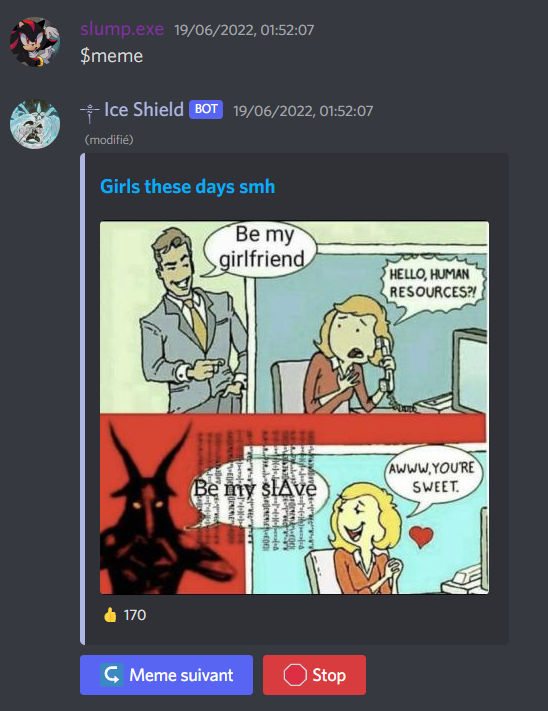 slump.exe 19/06/2022, 01:52:07
$meme
Ice Shield BOT 19/06/2022, 01:52:07
(modifié)
Girls these days smh
Be my
girlfriend
HELLO, HUMAN
RESOURCES?!
Be my slΔve
AWWW, YOU'RE
SWEET.
👍 170
Meme suivant
Stop